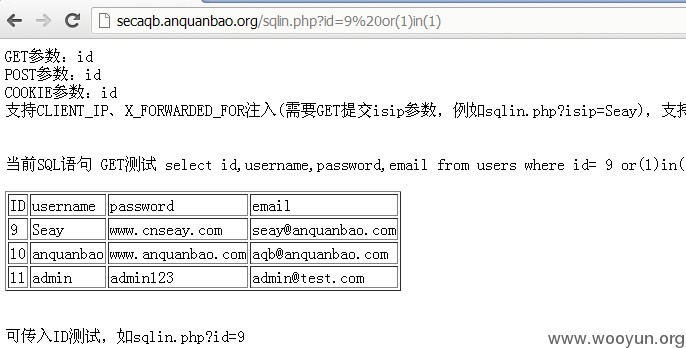 secaqb.anquanbao.org/sqlin.php?id=9%20or(1)in(1)
GET参数：id
POST参数：id
COOKIE参数：id
支持CLIENT_IP、X_FORWARDED_FOR注入(需要GET提交isip参数，例如sqlin.php?isip=Seay)，支持
当前SQL语句 GET测试 select id,username,password,email from users where id= 9 or(1)in(
ID username password email
9 Seay www.cnseay.com seay@anquanbao.com
10 anquanbao www.anquanbao.com aqb@anquanbao.com
11 admin admin123 admin@test.com
可传入ID测试，如sqlin.php?id=9
www.wooyun.org